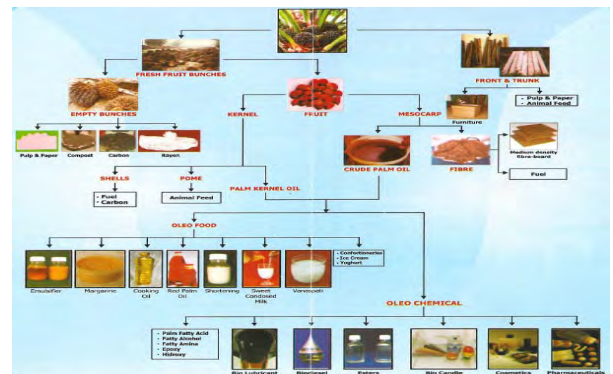 FRESH FRUIT BUNCHES
FRONT & TRUNK
EMPTY BUNCHES
KERNEL
FRUIT
MESOCARP
Furniture
- Pulp & Paper
- Animal Feed
Pulp & Paper
Compost
Carbon
Rayon
CRUDE PALM OIL
FIBRE
Medium density
fibre-board
SHELLS
POME
PALM KERNEL OIL
- Fuel
- Carbon
Animal Feed
Fuel
OLEO FOOD
- Confectionaries
- Ice Cream
- Yoghurt
Emulsifier
Margarine
Cooking
Oil
Red Palm
Oil
Shortening
Sweet
Condosed
Milk
Vanaspati
OLEO CHEMICAL
- Palm Fatty Acid
- Fatty Alcohol
- Fatty Amina
- Epoxy
- Hidroxy
Bio Lubricant
Biodiesel
Esters
Bio Candle
Cosmetics
Pharmaceuticals